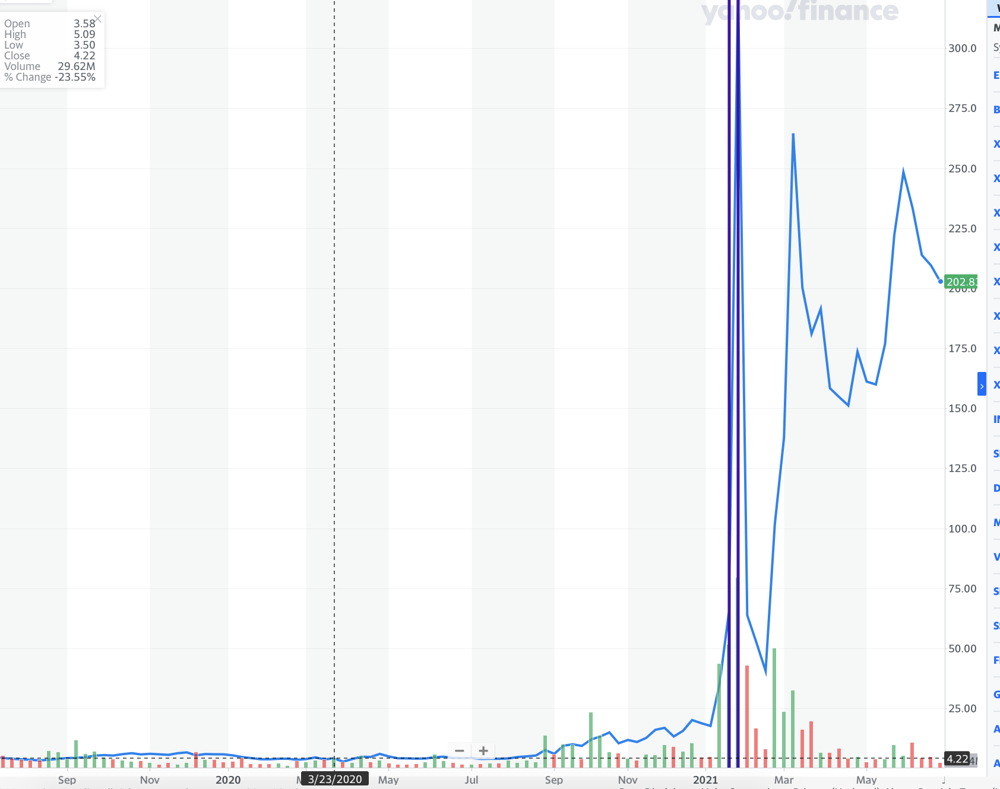 yahoo!finance
Open 3.58
High 5.09
Low 3.50
Close 4.22
Volume 29.62M
% Change -23.55%
300.0
275.0
250.0
225.0
202.83
200.0
175.0
150.0
125.0
100.0
75.00
50.00
25.00
4.22
− +
Sep Nov 2020 3/23/2020 May Jul Sep Nov 2021 Mar May
E
B
X
X
X
X
X
X
X
X
D
V
G
A
A